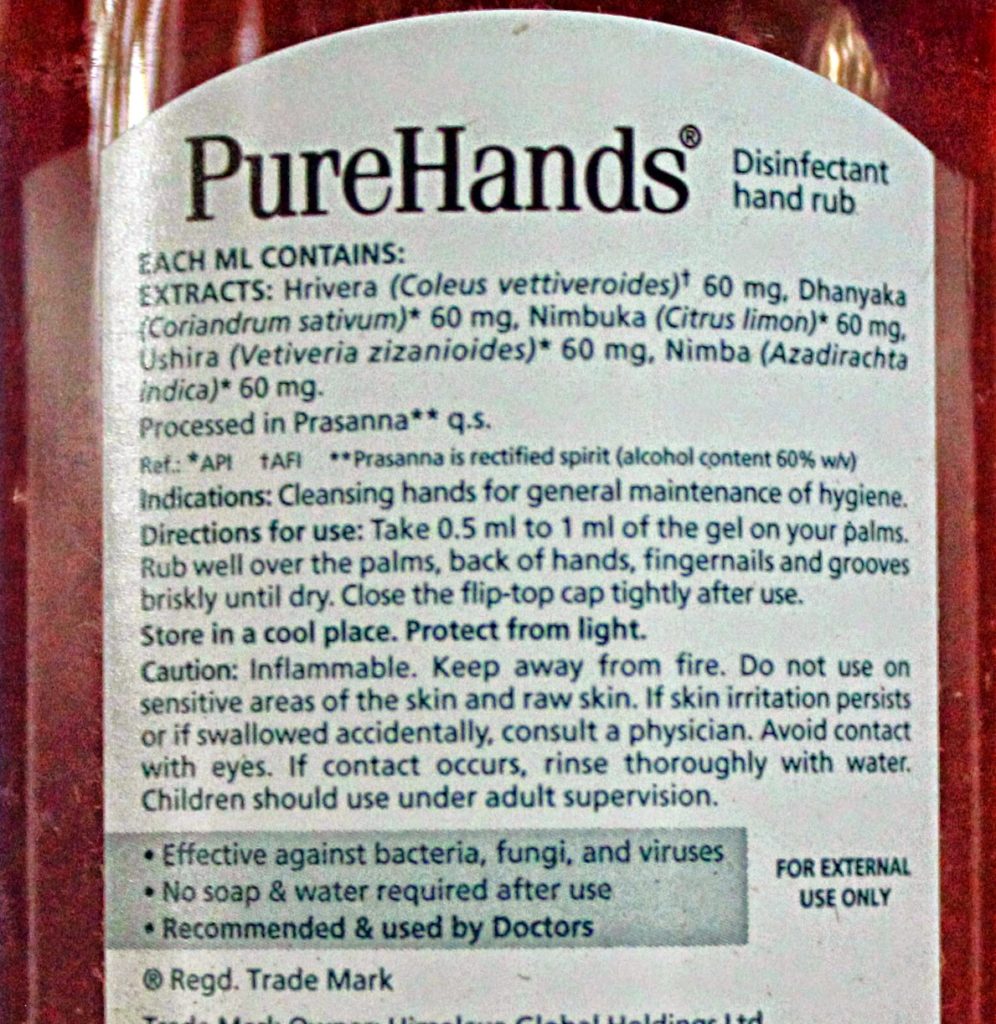 PureHands® Disinfectant
hand rub
EACH ML CONTAINS:
EXTRACTS: Hrivera (Coleus vettiveroides)† 60 mg, Dhanyaka
(Coriandrum sativum)* 60 mg, Nimbuka (Citrus limon)* 60 mg,
Ushira (Vetiveria zizanioides)* 60 mg, Nimba (Azadirachta
indica)* 60 mg.
Processed in Prasanna** q.s.
Ref.: *API †AFI **Prasanna is rectified spirit (alcohol content 60% w/v)
Indications: Cleansing hands for general maintenance of hygiene.
Directions for use: Take 0.5 ml to 1 ml of the gel on your palms.
Rub well over the palms, back of hands, fingernails and grooves
briskly until dry. Close the flip-top cap tightly after use.
Store in a cool place. Protect from light.
Caution: Inflammable. Keep away from fire. Do not use on
sensitive areas of the skin and raw skin. If skin irritation persists
or if swallowed accidentally, consult a physician. Avoid contact
with eyes. If contact occurs, rinse thoroughly with water.
Children should use under adult supervision.
• Effective against bacteria, fungi, and viruses
• No soap & water required after use
• Recommended & used by Doctors
FOR EXTERNAL
USE ONLY
® Regd. Trade Mark
Trade Mark Owner: Himalaya Global Holdings Ltd